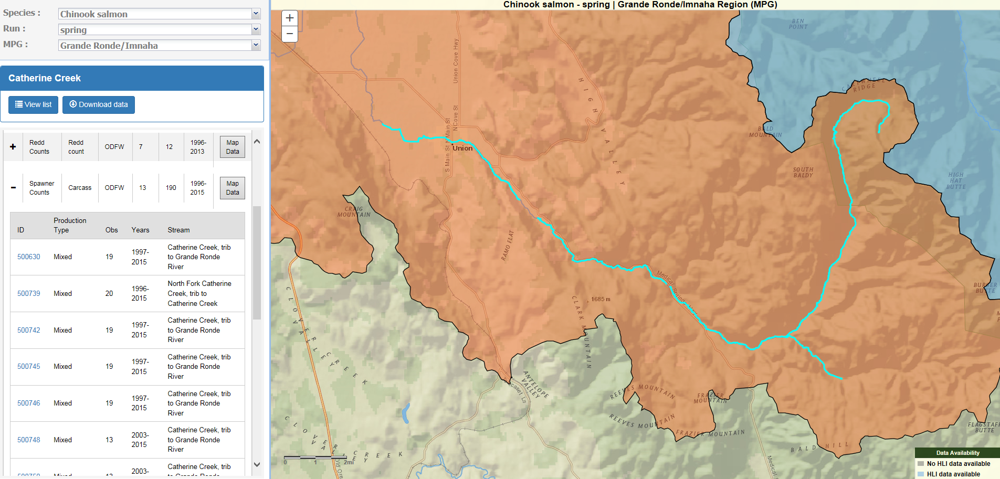 Chinook salmon - spring | Grande Ronde/Imnaha Region (MPG)
Species :
Chinook salmon
Run :
spring
MPG :
Grande Ronde/Imnaha
Catherine Creek
View list
Download data
+
Redd Counts
Redd count
ODFW
7
12
1996-2013
Map Data
-
Spawner Counts
Carcass
ODFW
13
190
1996-2015
Map Data
ID
Production Type
Obs
Years
Stream
500630
Mixed
19
1997-2015
Catherine Creek, trib
to Grande Ronde
River
500739
Mixed
20
1996-2015
North Fork Catherine
Creek, trib to
Catherine Creek
500742
Mixed
19
1997-2015
Catherine Creek, trib
to Grande Ronde
River
500745
Mixed
19
1997-2015
Catherine Creek, trib
to Grande Ronde
River
500746
Mixed
19
1997-2015
Catherine Creek, trib
to Grande Ronde
River
500748
Mixed
13
2003-2015
Catherine Creek, trib
to Grande Ronde
River
500750
Mixed
13
2003-
Catherine Creek, trib
to Grande Ronde
+
−
BEN
POINT
Union Cove Hwy
N Cove St
N Main St
S Main St
Union
HIGH VALLEY
RIDGE
BALD
MOUNTAIN
SOUTH
BALDY
HIGH
HAT
BUTTE
CRAIG
MOUNTAIN
RAMO FLAT
Medical Springs Hwy
1685 m
CLARK MOUNTAIN
BURGER
BUTTE
CLOVER CREEK
VALLEY
ANTELOPE
VALLEY
REEVES MOUNTAIN
FRAZIER
MOUNTAIN
REEVES MOUNTAIN
FRAZIER MOUNTAIN
BALD HILL
FLAGSTAFF
BUTTE
CLOVER CREEK
0 1 2mi
Data Availability
No HLI data available
HLI data available